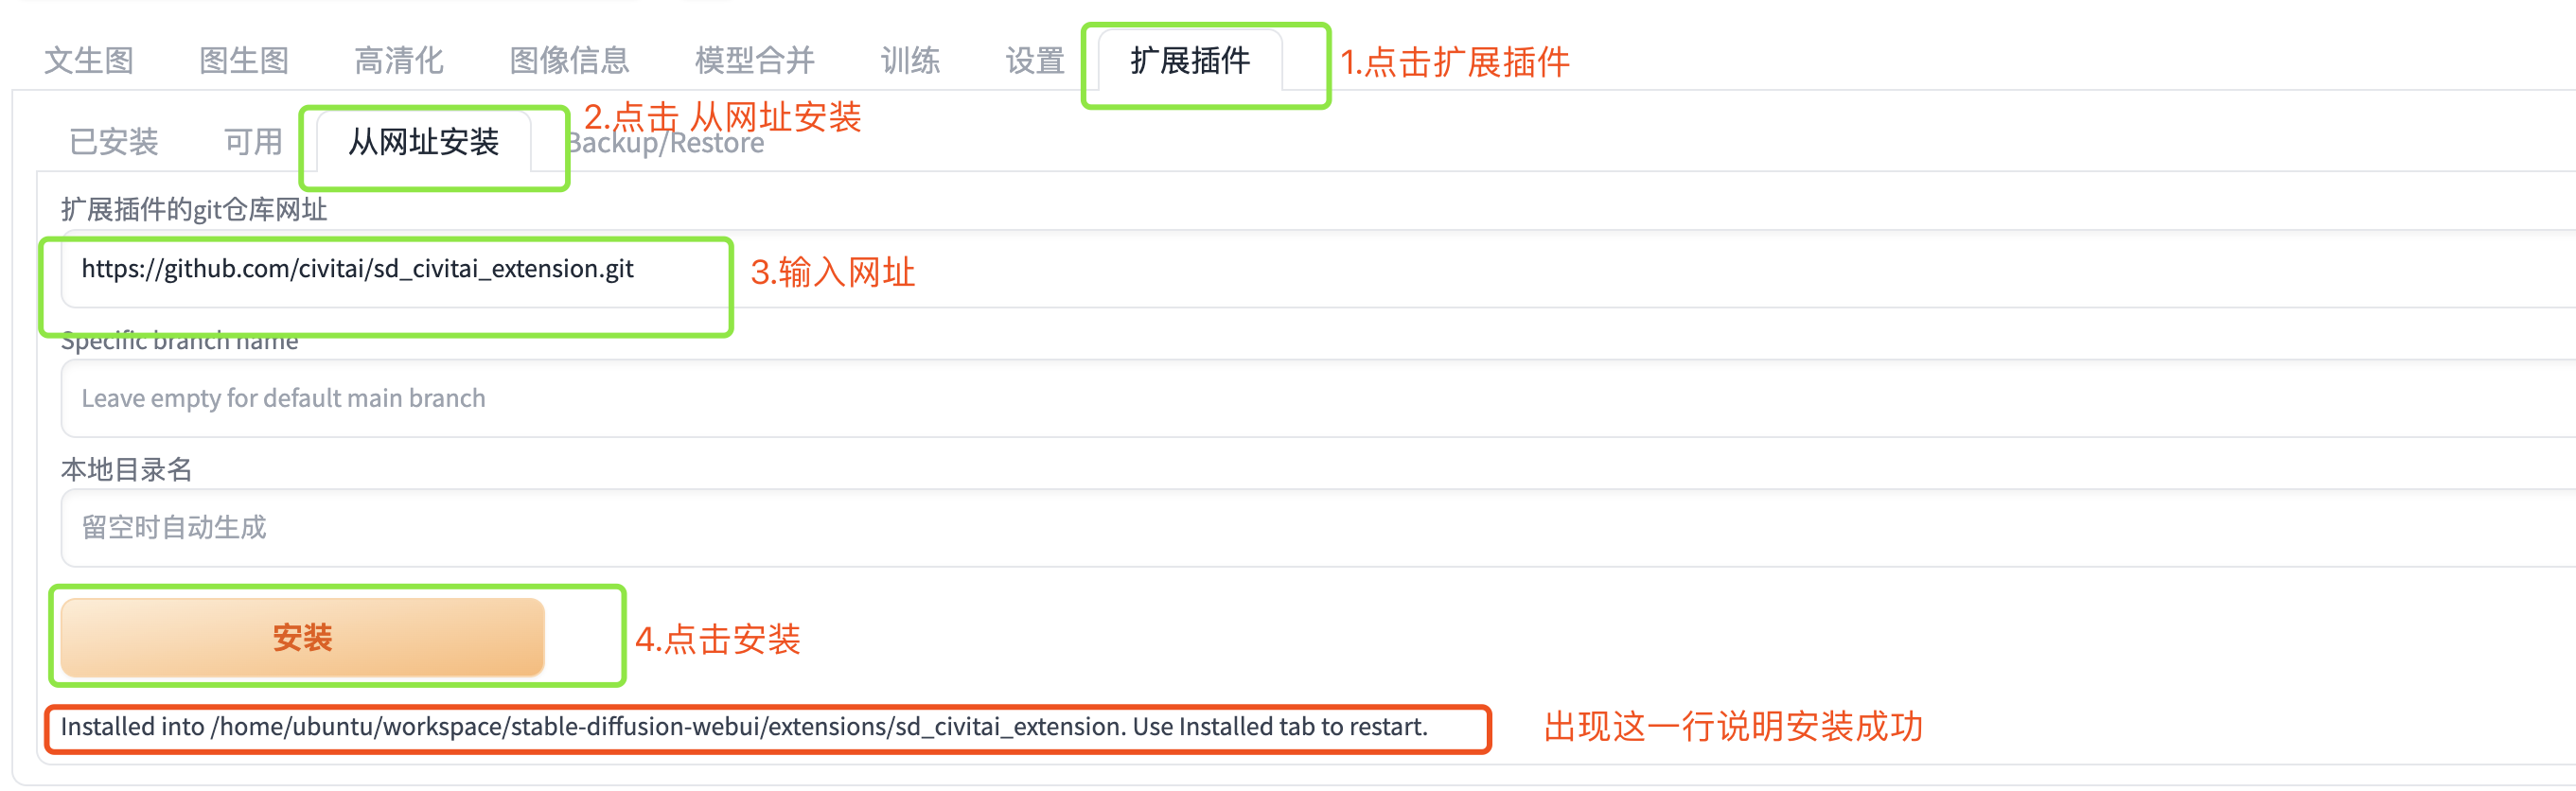 文生图 图生图 高清化 图像信息 模型合并 训练 设置 扩展插件 1.点击扩展插件
2.点击 从网址安装
已安装 可用 从网址安装 Backup/Restore
扩展插件的git仓库网址
https://github.com/civitai/sd_civitai_extension.git 3.输入网址
Specific branch name
Leave empty for default main branch
本地目录名
留空时自动生成
安装 4.点击安装
Installed into /home/ubuntu/workspace/stable-diffusion-webui/extensions/sd_civitai_extension. Use Installed tab to restart. 出现这一行说明安装成功